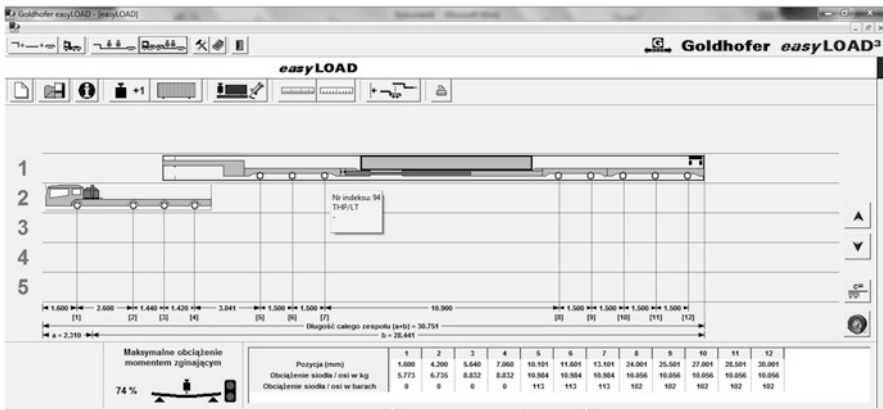 Goldhofer easyLOAD - [easyLOAD]
G Goldhofer easyLOAD³
easyLOAD
+1
1
2
3
4
5
Nr indeksu: 94
THP/LT
-
1.600 2.600 1.440 1.420 3.041 1.500 1.500 10.900 1.500 1.500 1.500 1.500
[1] [2] [3] [4] [5] [6] [7] [8] [9] [10] [11] [12]
Długość całego zespołu (a+b) = 30.751
a = 2.310 b = 28.441
Maksymalne obciążenie
momentem zginającym
74 %
1 2 3 4 5 6 7 8 9 10 11 12
Pozycja (mm) 1.600 4.200 5.640 7.060 10.101 11.601 13.101 24.001 25.501 27.001 28.501 30.001
Obciążenie siodła / osi w kg 5.773 6.735 8.832 8.832 10.984 10.984 10.984 10.056 10.056 10.056 10.056 10.056
Obciążenie siodła / osi w barach 0 0 0 0 113 113 113 102 102 102 102 102